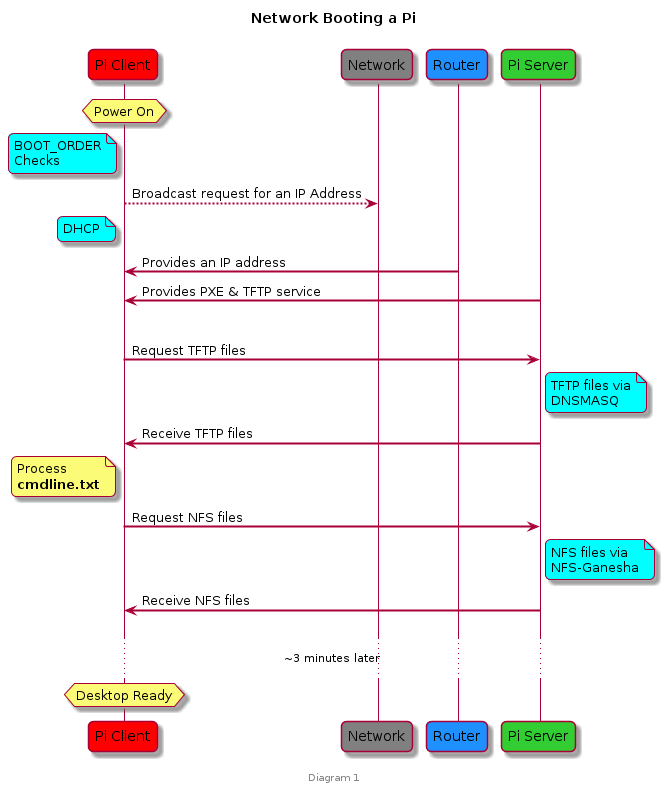 Network Booting a Pi
Pi Client
Network
Router
Pi Server
Power On
BOOT_ORDER
Checks
Broadcast request for an IP Address
DHCP
Provides an IP address
Provides PXE & TFTP service
Request TFTP files
TFTP files via
DNSMASQ
Receive TFTP files
Process
cmdline.txt
Request NFS files
NFS files via
NFS-Ganesha
Receive NFS files
~3 minutes later
Desktop Ready
Pi Client
Network
Router
Pi Server
Diagram 1